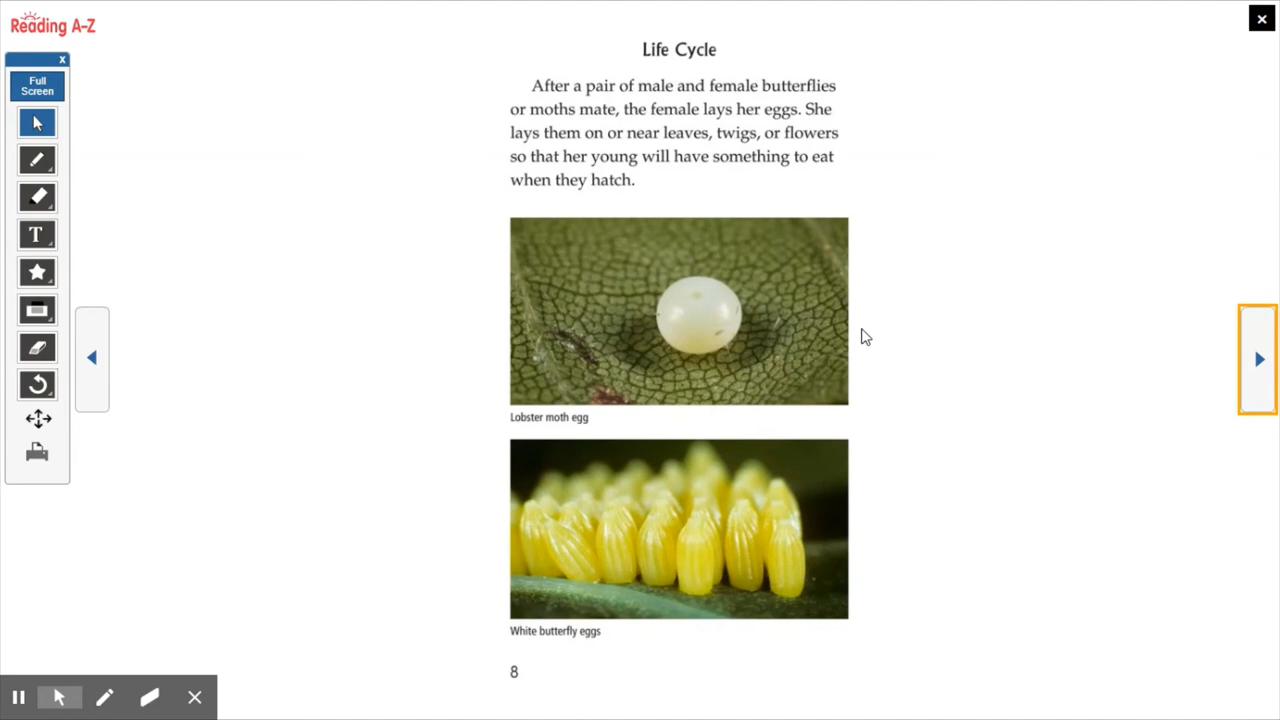 Reading A-Z
x
Full
Screen
T
Life Cycle
After a pair of male and female butterflies
or moths mate, the female lays her eggs. She
lays them on or near leaves, twigs, or flowers
so that her young will have something to eat
when they hatch.
Lobster moth egg
White butterfly eggs
8